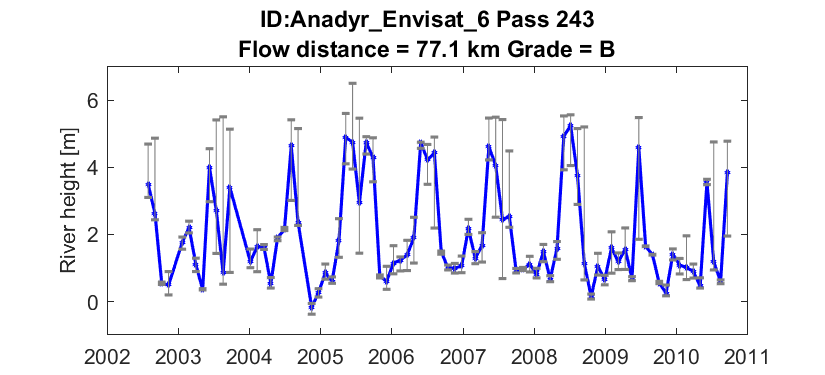 ID:Anadyr_Envisat_6 Pass 243
Flow distance = 77.1 km Grade = B
River height [m]
6
4
2
0
2002 2003 2004 2005 2006 2007 2008 2009 2010 2011